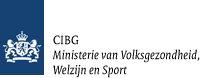 CIBG
Ministerie van Volksgezondheid,
Welzijn en Sport